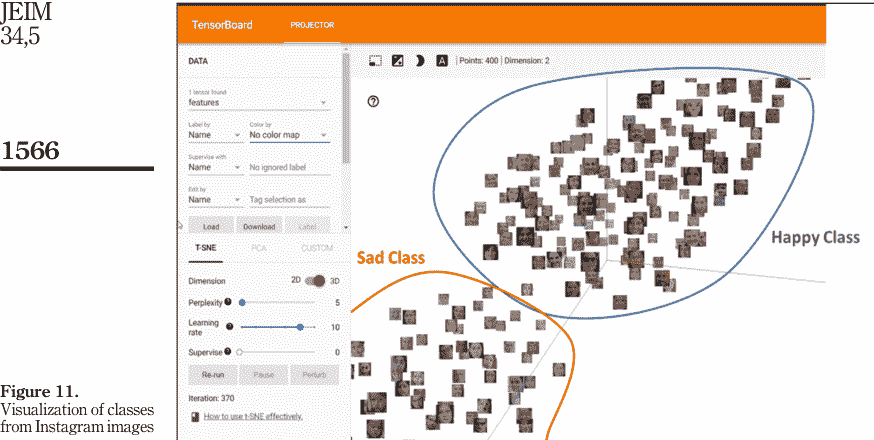 JEIM
34,5
1566
Figure 11.
Visualization of classes
from Instagram images
TensorBoard PROJECTOR
DATA
1 tensor found
features
Label by Color by
Name No color map
Supervise with
Name No ignored label
Edit by
Name Tag selection as
Load Download Label
T-SNE PCA CUSTOM
Dimension 2D 3D
Perplexity ? 5
Learning
rate ? 10
Supervise ? 0
Re-run Pause Perturb
Iteration: 370
How to use t-SNE effectively.
A | Points: 400 | Dimension: 2
?
Happy Class
Sad Class